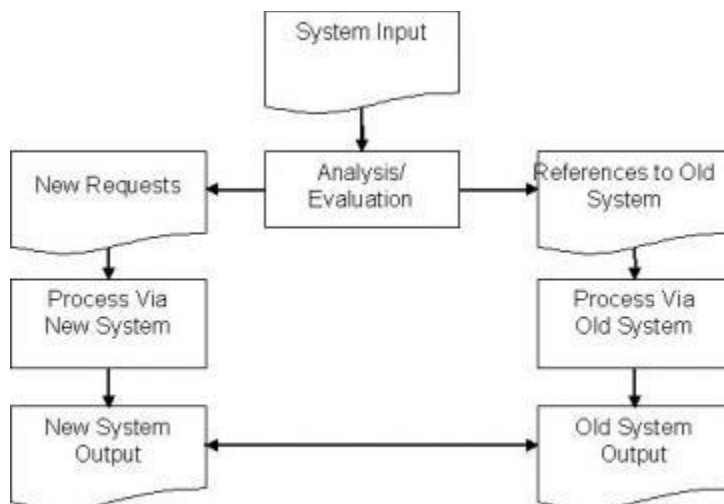 System Input
New Requests
Analysis/
Evaluation
References to Old
System
Process Via
New System
Process Via
Old System
New System
Output
Old System
Output